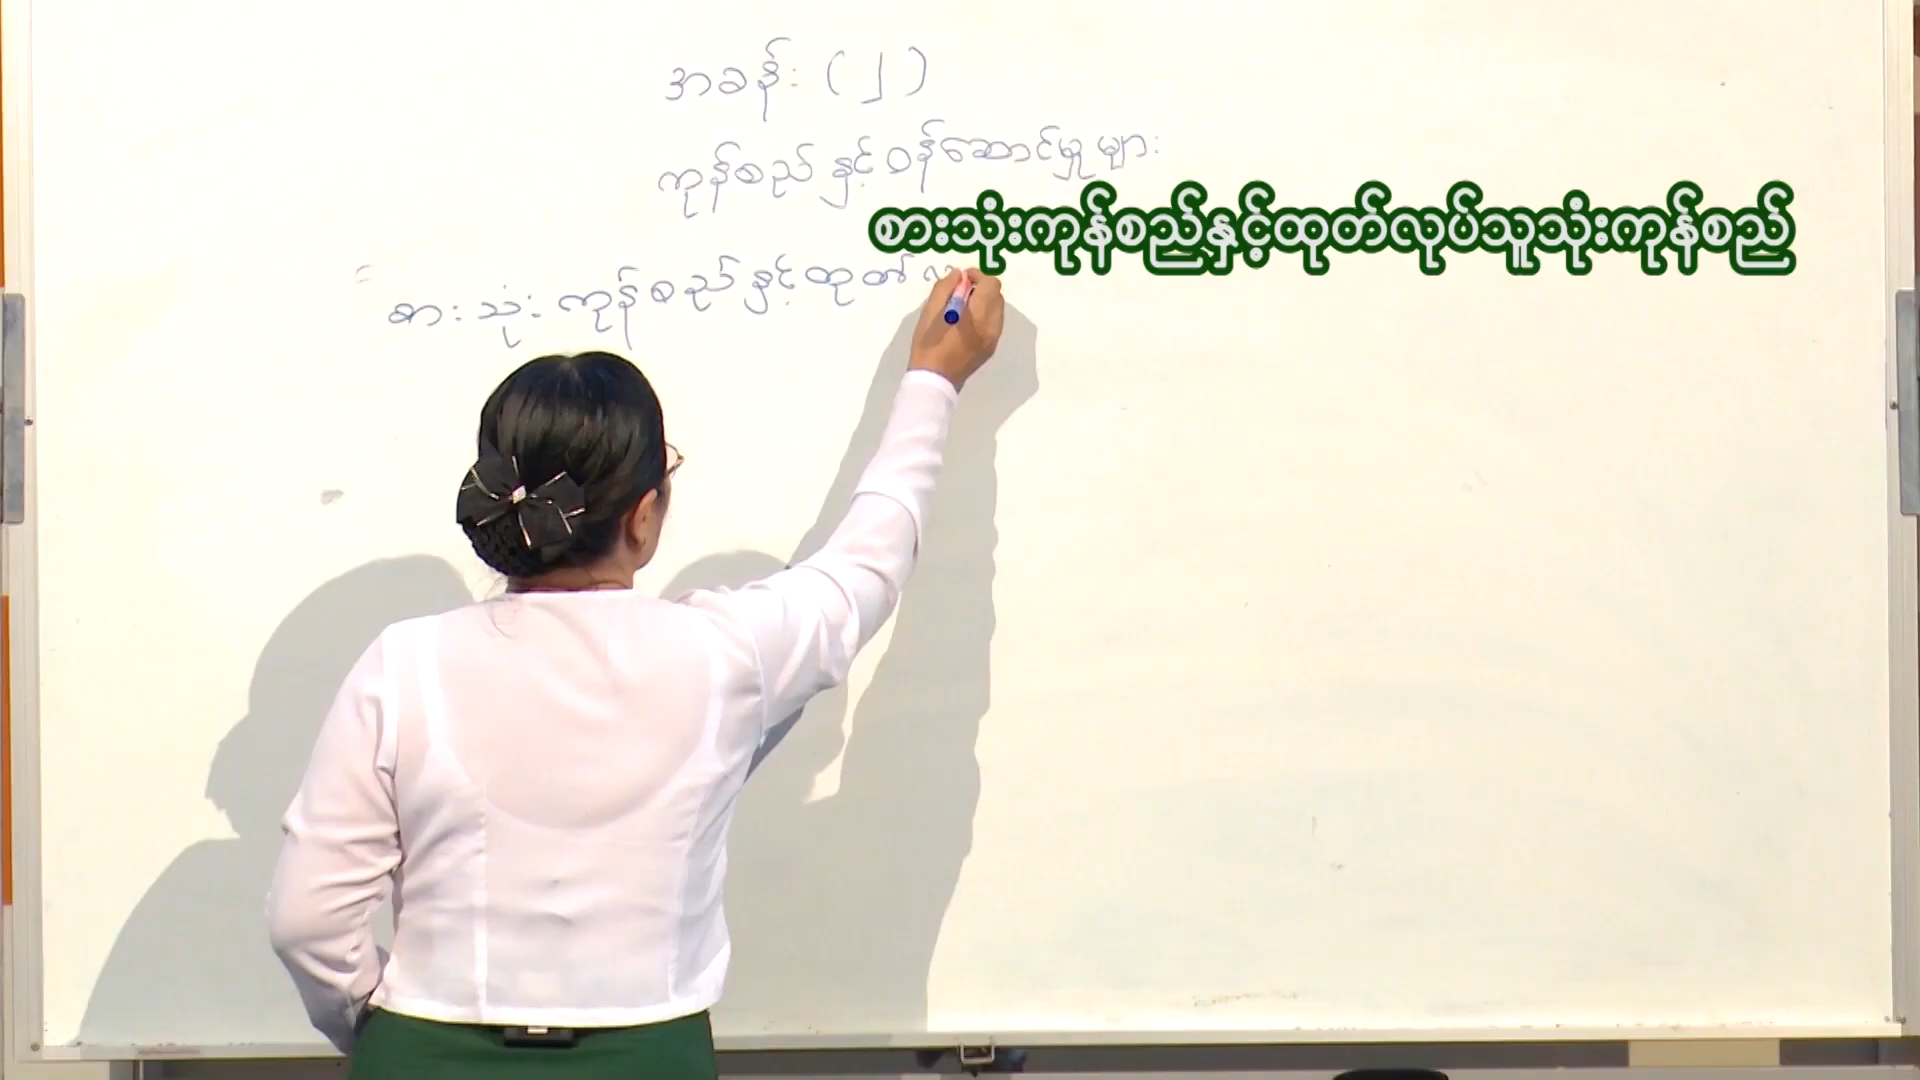 အခန်း (၂)
ကုန်စည်နှင့်ဝန်ဆောင်မှုများ
စားသုံးကုန်စည်နှင့်ထုတ်လုပ်သူသုံးကုန်စည်
စားသုံးကုန်စည်နှင့်ထုတ်လ